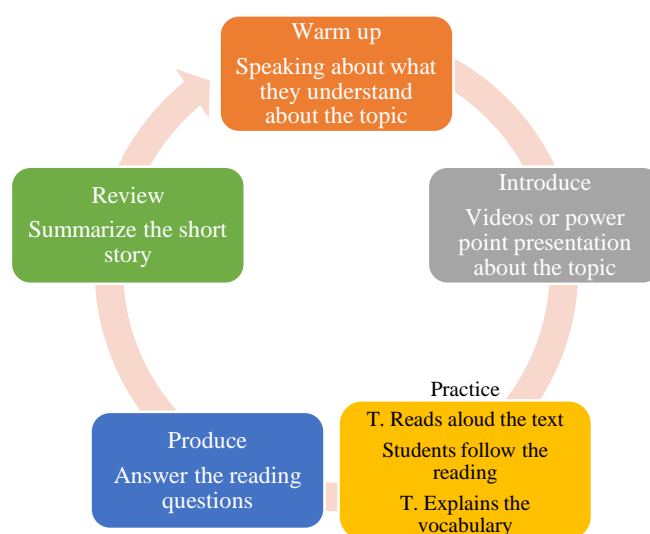 Warm up
Speaking about what
they understand
about the topic
Introduce
Videos or power
point presentation
about the topic
Practice
T. Reads aloud the text
Students follow the
reading
T. Explains the
vocabulary
Produce
Answer the reading
questions
Review
Summarize the short
story